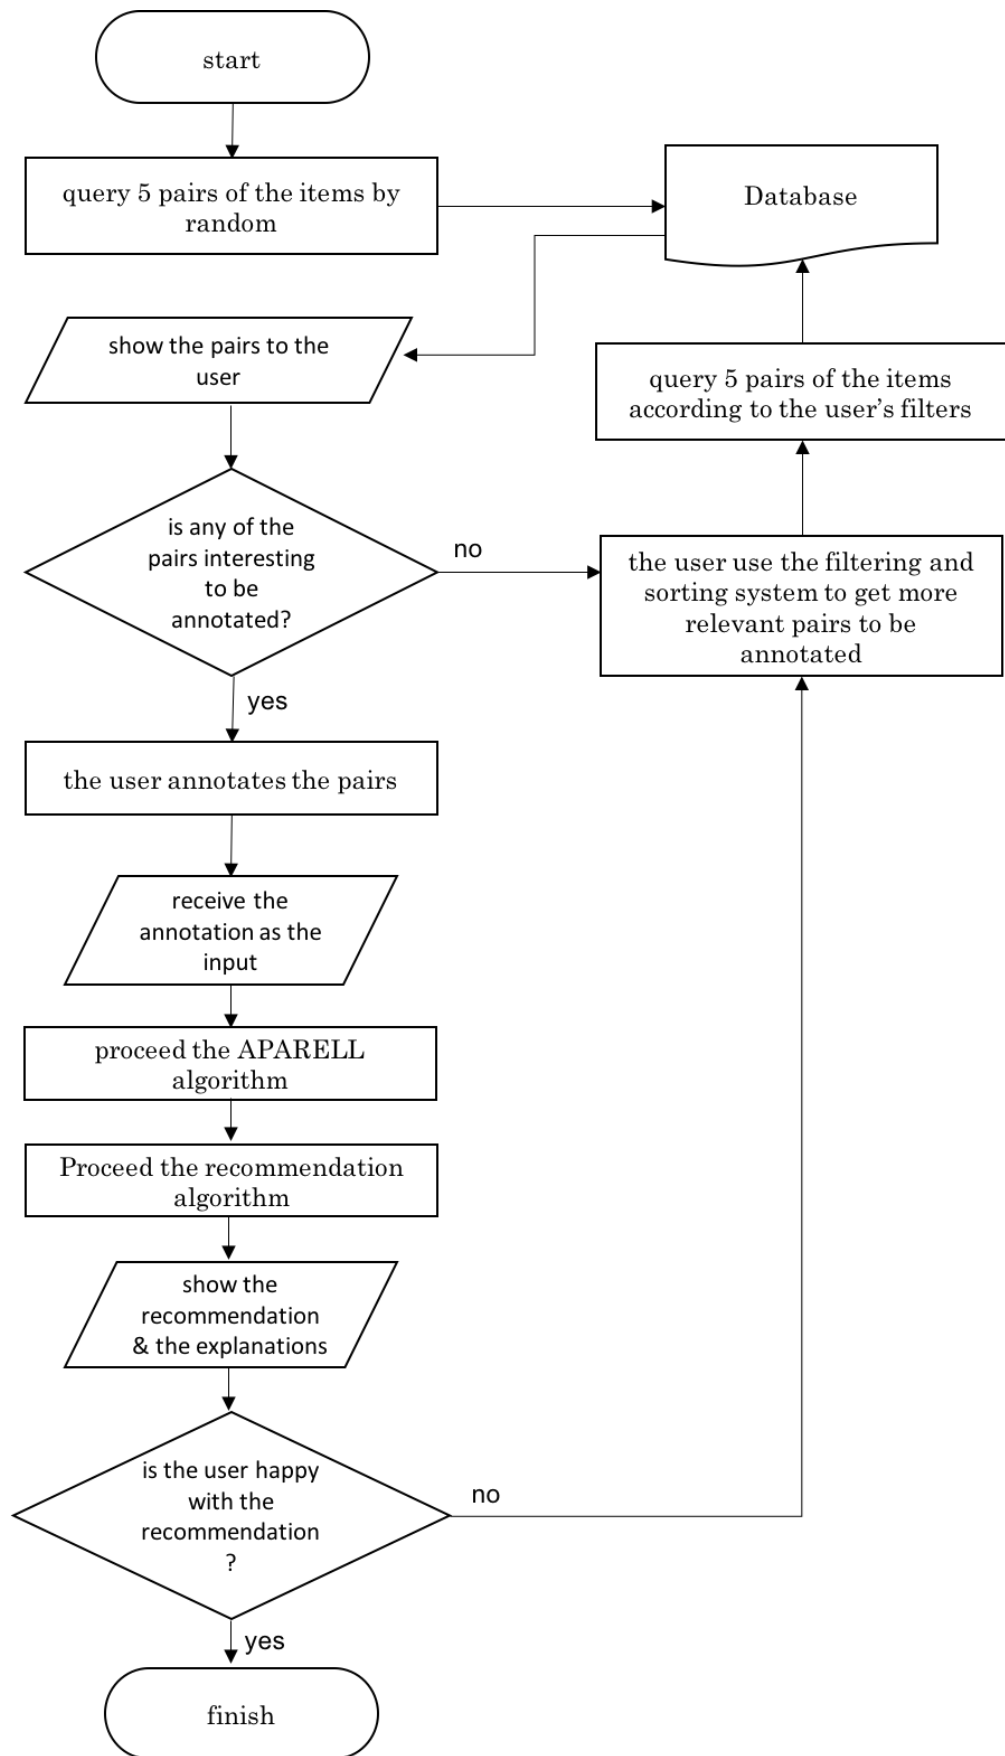 start
query 5 pairs of the items by
random
Database
show the pairs to the
user
query 5 pairs of the items
according to the user's filters
is any of the
pairs interesting
to be
annotated?
no
the user use the filtering and
sorting system to get more
relevant pairs to be
annotated
yes
the user annotates the pairs
receive the
annotation as the
input
proceed the APARELL
algorithm
Proceed the recommendation
algorithm
show the
recommendation
& the explanations
is the user happy
with the
recommendation
?
no
yes
finish